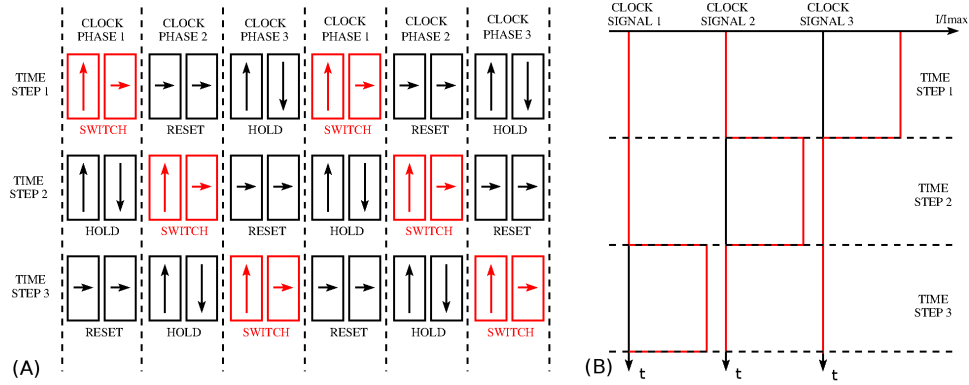 CLOCK PHASE 1
CLOCK PHASE 2
CLOCK PHASE 3
CLOCK PHASE 1
CLOCK PHASE 2
CLOCK PHASE 3
TIME STEP 1
SWITCH
RESET
HOLD
SWITCH
RESET
HOLD
TIME STEP 2
HOLD
SWITCH
RESET
HOLD
SWITCH
RESET
TIME STEP 3
RESET
HOLD
SWITCH
RESET
HOLD
SWITCH
(A)
CLOCK SIGNAL 1
CLOCK SIGNAL 2
CLOCK SIGNAL 3
I/Imax
TIME STEP 1
TIME STEP 2
TIME STEP 3
t
t
t
(B)